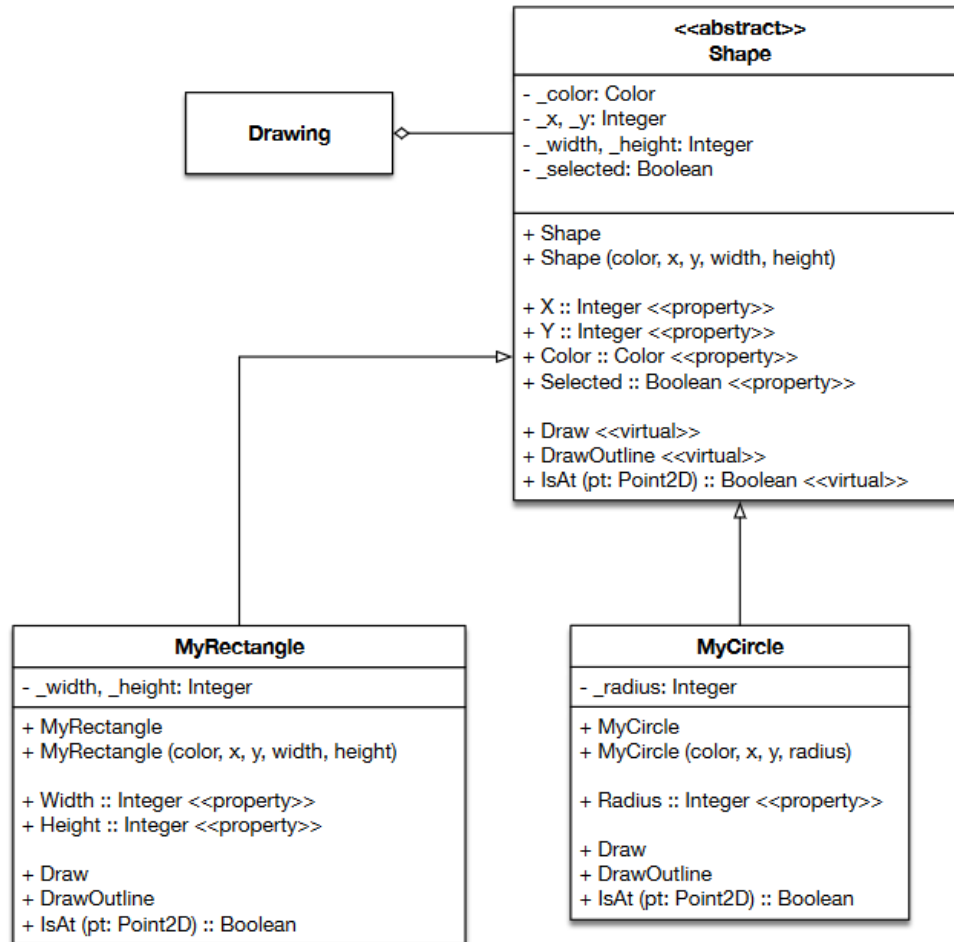 <<abstract>>
Shape
- _color: Color
- _x, _y: Integer
- _width, _height: Integer
- _selected: Boolean
+ Shape
+ Shape (color, x, y, width, height)
+ X :: Integer <<property>>
+ Y :: Integer <<property>>
+ Color :: Color <<property>>
+ Selected :: Boolean <<property>>
+ Draw <<virtual>>
+ DrawOutline <<virtual>>
+ IsAt (pt: Point2D) :: Boolean <<virtual>>
Drawing
MyRectangle
- _width, _height: Integer
+ MyRectangle
+ MyRectangle (color, x, y, width, height)
+ Width :: Integer <<property>>
+ Height :: Integer <<property>>
+ Draw
+ DrawOutline
+ IsAt (pt: Point2D) :: Boolean
MyCircle
- _radius: Integer
+ MyCircle
+ MyCircle (color, x, y, radius)
+ Radius :: Integer <<property>>
+ Draw
+ DrawOutline
+ IsAt (pt: Point2D) :: Boolean